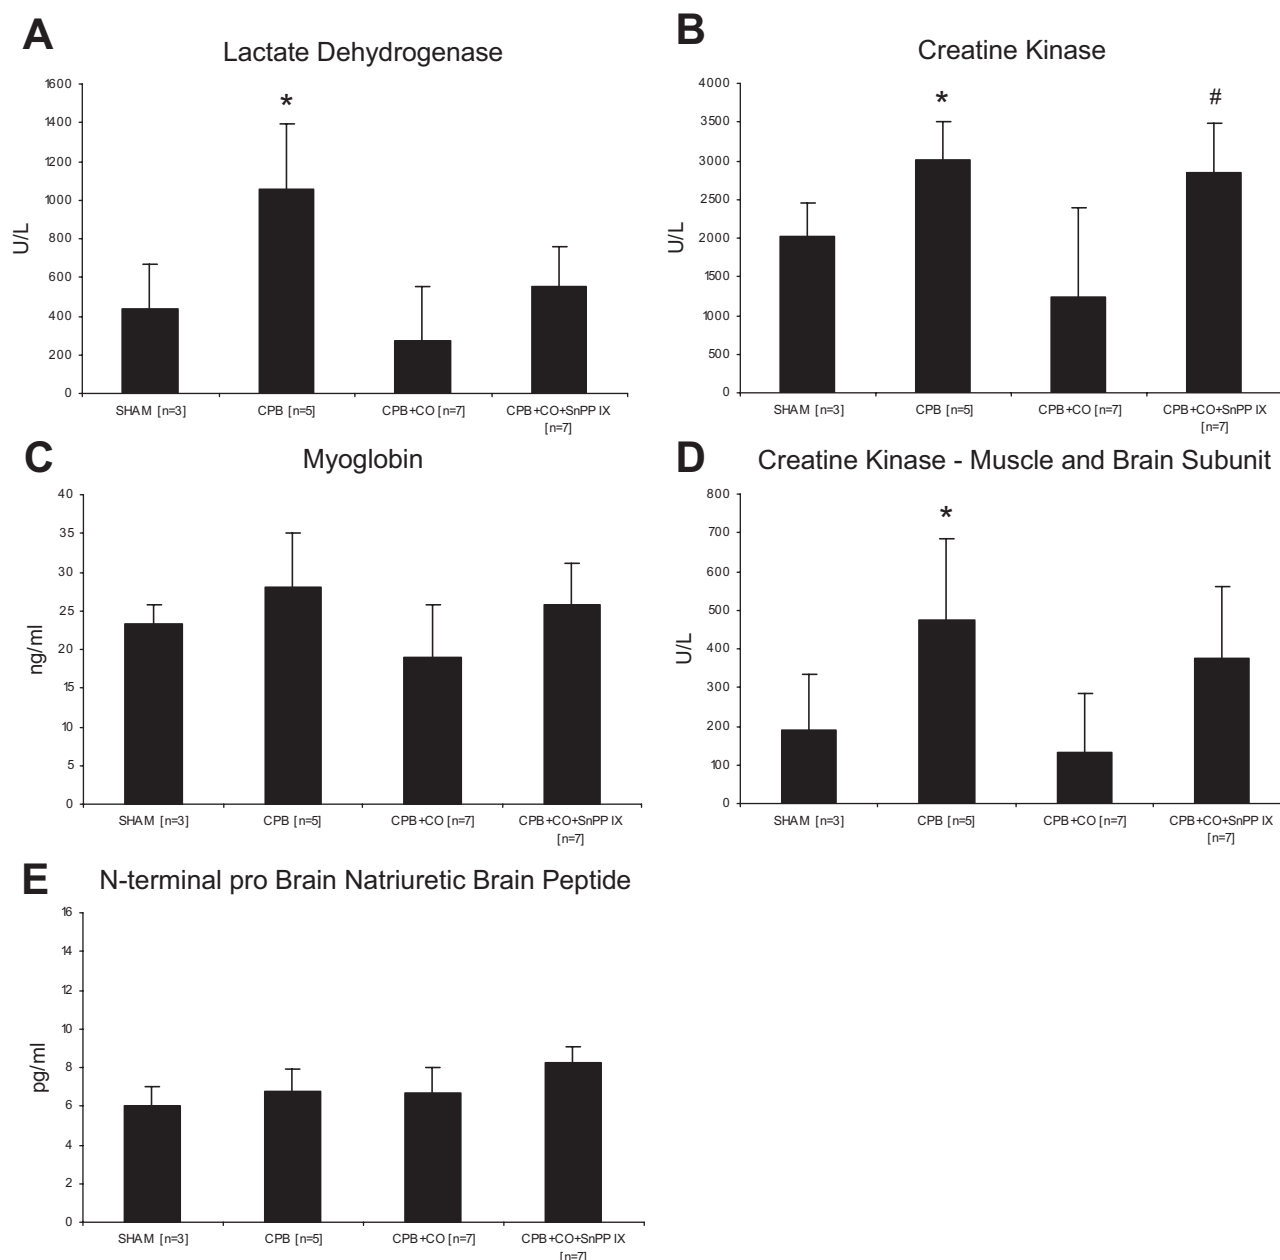 A
Lactate Dehydrogenase
1600
1400
1200
1000
800
600
400
200
0
U/L
*
SHAM [n=3]
CPB [n=5]
CPB+CO [n=7]
CPB+CO+SnPP IX
[n=7]
B
Creatine Kinase
4000
3500
3000
2500
2000
1500
1000
500
0
U/L
*
#
SHAM [n=3]
CPB [n=5]
CPB+CO [n=7]
CPB+CO+SnPP IX
[n=7]
C
Myoglobin
40
35
30
25
20
15
10
5
0
ng/ml
SHAM [n=3]
CPB [n=5]
CPB+CO [n=7]
CPB+CO+SnPP IX
[n=7]
D
Creatine Kinase - Muscle and Brain Subunit
800
700
600
500
400
300
200
100
0
U/L
*
SHAM [n=3]
CPB [n=5]
CPB+CO [n=7]
CPB+CO+SnPP IX
[n=7]
E
N-terminal pro Brain Natriuretic Brain Peptide
16
14
12
10
8
6
4
2
0
pg/ml
SHAM [n=3]
CPB [n=5]
CPB+CO [n=7]
CPB+CO+SnPP IX
[n=7]